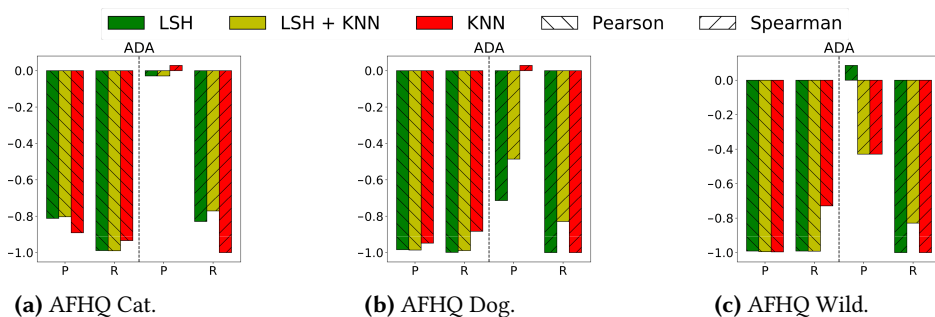 LSH LSH + KNN KNN Pearson Spearman
ADA ADA ADA
0.0 0.0 0.0
−0.2 −0.2 −0.2
−0.4 −0.4 −0.4
−0.6 −0.6 −0.6
−0.8 −0.8 −0.8
−1.0 −1.0 −1.0
P R P R P R P R P R P R
(a) AFHQ Cat. (b) AFHQ Dog. (c) AFHQ Wild.